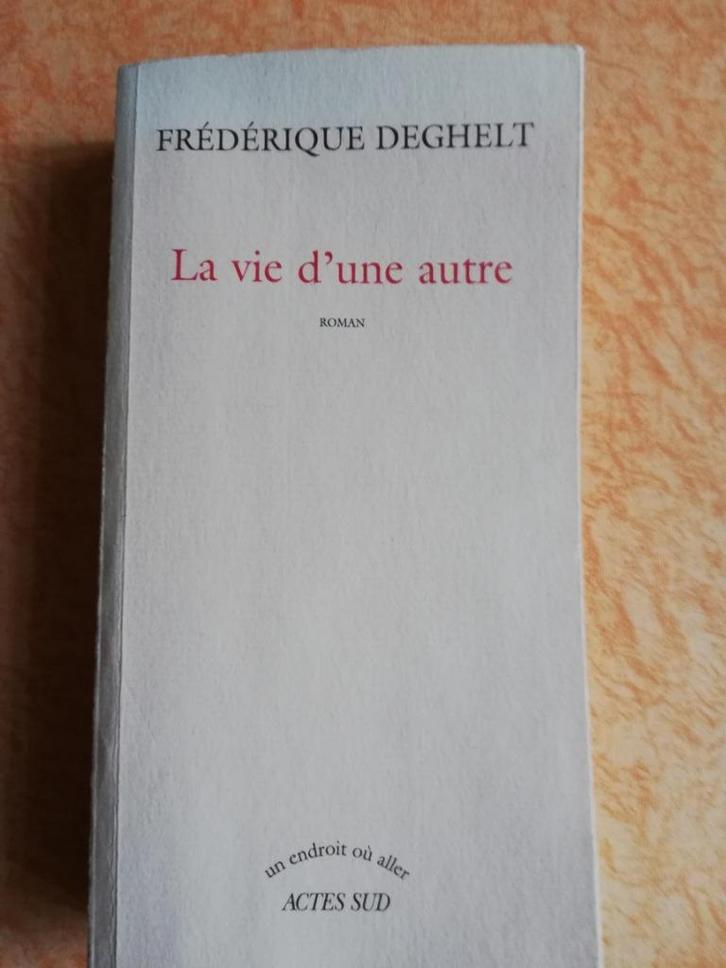 FRÉDÉRIQUE DEGHELT
La vie d'une autre
ROMAN
un endroit où aller
ACTES SUD